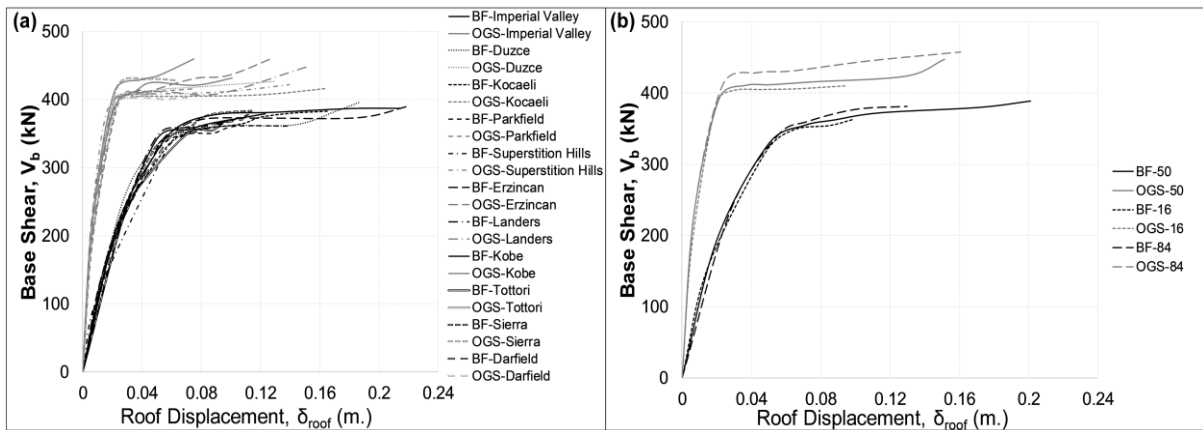 (a)
Base Shear, V_b (kN)
500
400
300
200
100
0
0 0.04 0.08 0.12 0.16 0.2 0.24
Roof Displacement, δ_roof (m.)
BF-Imperial Valley
OGS-Imperial Valley
BF-Duzce
OGS-Duzce
BF-Kocaeli
OGS-Kocaeli
BF-Parkfield
OGS-Parkfield
BF-Superstition Hills
OGS-Superstition Hills
BF-Erzincan
OGS-Erzincan
BF-Landers
OGS-Landers
BF-Kobe
OGS-Kobe
BF-Tottori
OGS-Tottori
BF-Sierra
OGS-Sierra
BF-Darfield
OGS-Darfield
(b)
Base Shear, V_b (kN)
500
400
300
200
100
0
0 0.04 0.08 0.12 0.16 0.20 0.24
Roof Displacement, δ_roof (m.)
BF-50
OGS-50
BF-16
OGS-16
BF-84
OGS-84